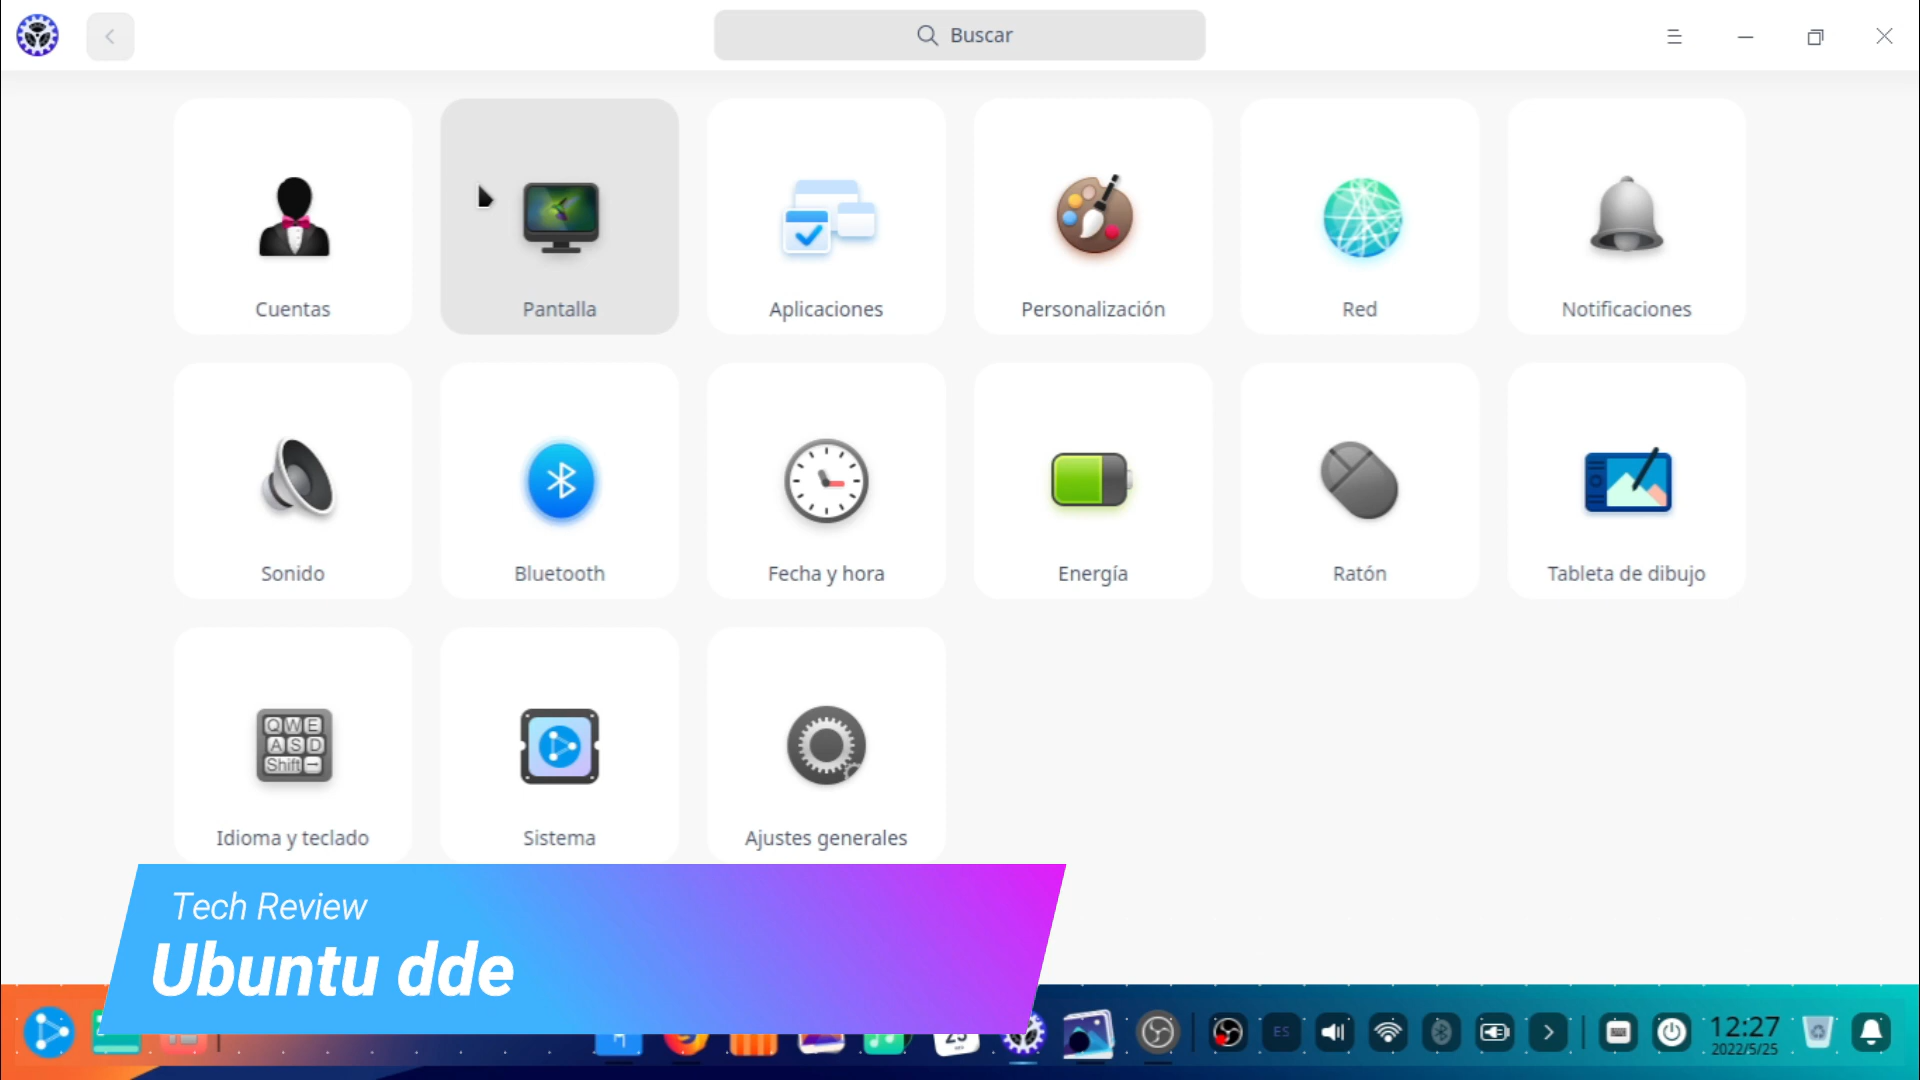 Buscar
Cuentas
Pantalla
Aplicaciones
Personalización
Red
Notificaciones
Sonido
Bluetooth
Fecha y hora
Energía
Ratón
Tableta de dibujo
QWE
ASD
Shift
Idioma y teclado
Sistema
Ajustes generales
Tech Review
Ubuntu dde
ES
12:27
2022/5/25